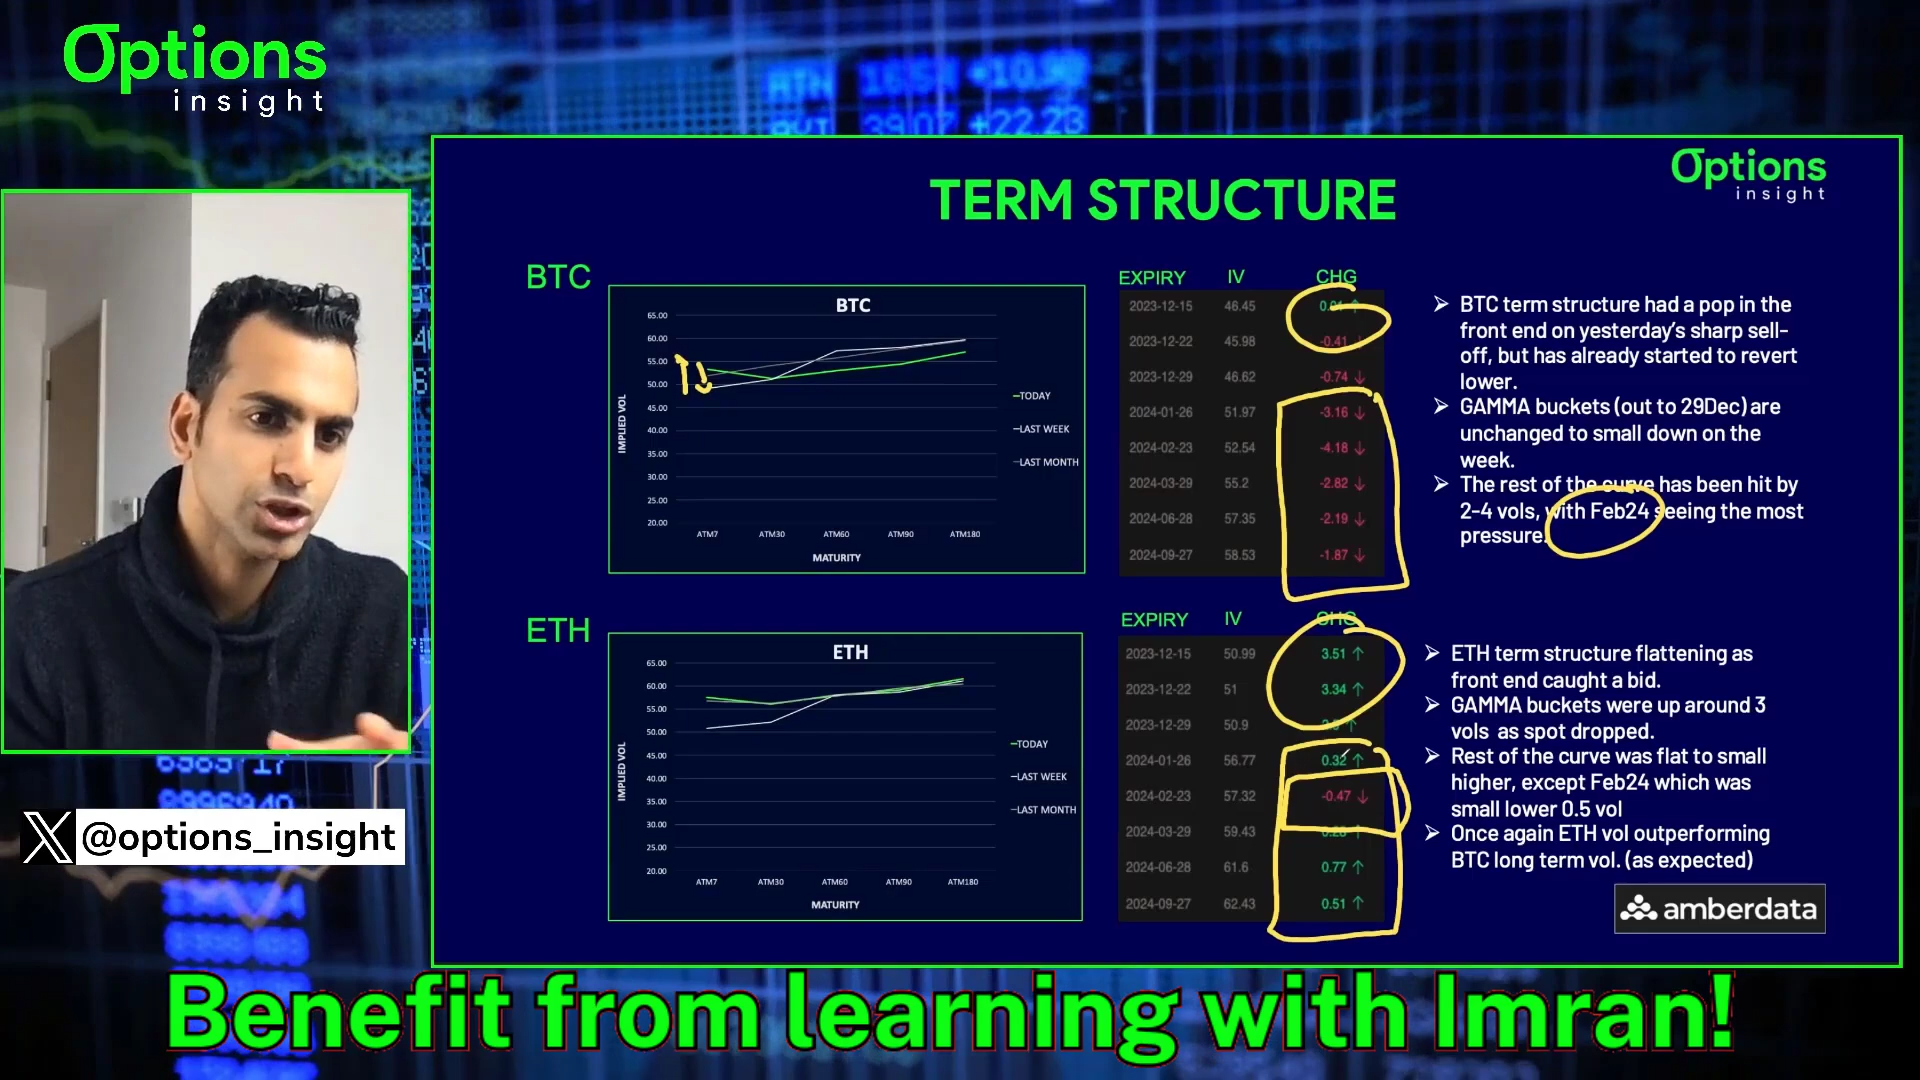 Options
insight
ATH 16.54 +10.90
39.07 +22.23
Options
insight
TERM STRUCTURE
BTC
BTC
65.00
60.00
55.00
50.00
45.00
40.00
35.00
30.00
25.00
20.00
IMPLIED VOL
ATM7 ATM30 ATM60 ATM90 ATM180
MATURITY
TODAY
LAST WEEK
LAST MONTH
EXPIRY IV CHG
2023-12-15 46.45
2023-12-22 45.98 -0.41
2023-12-29 46.62 -0.74 ↓
2024-01-26 51.97 -3.16 ↓
2024-02-23 52.54 -4.18 ↓
2024-03-29 55.2 -2.82 ↓
2024-06-28 57.35 -2.19 ↓
2024-09-27 58.53 -1.87 ↓
➢ BTC term structure had a pop in the
front end on yesterday's sharp sell-
off, but has already started to revert
lower.
➢ GAMMA buckets (out to 29Dec) are
unchanged to small down on the
week.
➢ The rest of the curve has been hit by
2-4 vols, with Feb24 seeing the most
pressure.
ETH
ETH
65.00
60.00
55.00
50.00
45.00
40.00
35.00
30.00
25.00
20.00
IMPLIED VOL
ATM7 ATM30 ATM60 ATM90 ATM180
MATURITY
TODAY
LAST WEEK
LAST MONTH
EXPIRY IV CHG
2023-12-15 50.99 3.51 ↑
2023-12-22 51 3.34 ↑
2023-12-29 50.9
2024-01-26 56.77 0.32 ↑
2024-02-23 57.32 -0.47 ↓
2024-03-29 59.43
2024-06-28 61.6 0.77 ↑
2024-09-27 62.43 0.51 ↑
➢ ETH term structure flattening as
front end caught a bid.
➢ GAMMA buckets were up around 3
vols as spot dropped.
➢ Rest of the curve was flat to small
higher, except Feb24 which was
small lower 0.5 vol
➢ Once again ETH vol outperforming
BTC long term vol. (as expected)
amberdata
@options_insight
Benefit from learning with Imran!